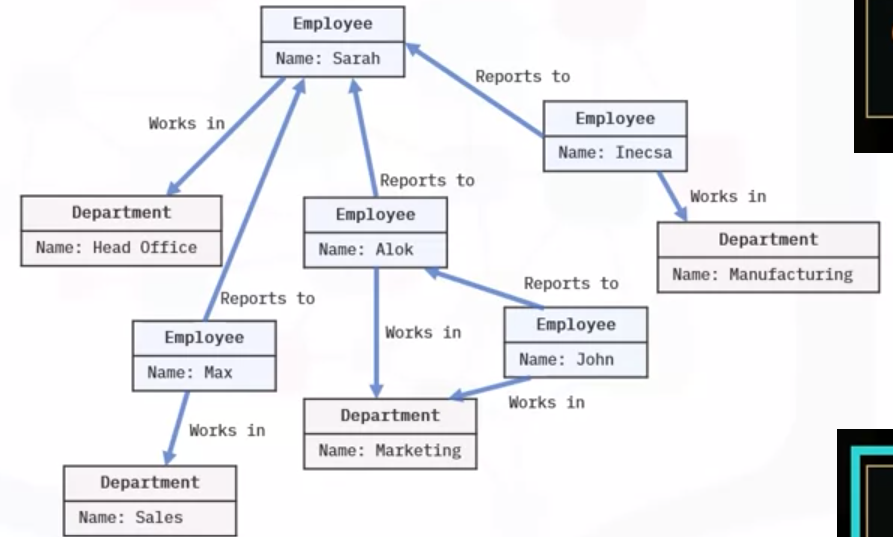 Employee
Name: Sarah
Reports to
Employee
Name: Inecsa
Works in
Reports to
Works in
Department
Name: Head Office
Employee
Name: Alok
Department
Name: Manufacturing
Reports to
Reports to
Employee
Name: Max
Works in
Employee
Name: John
Works in
Works in
Department
Name: Marketing
Department
Name: Sales